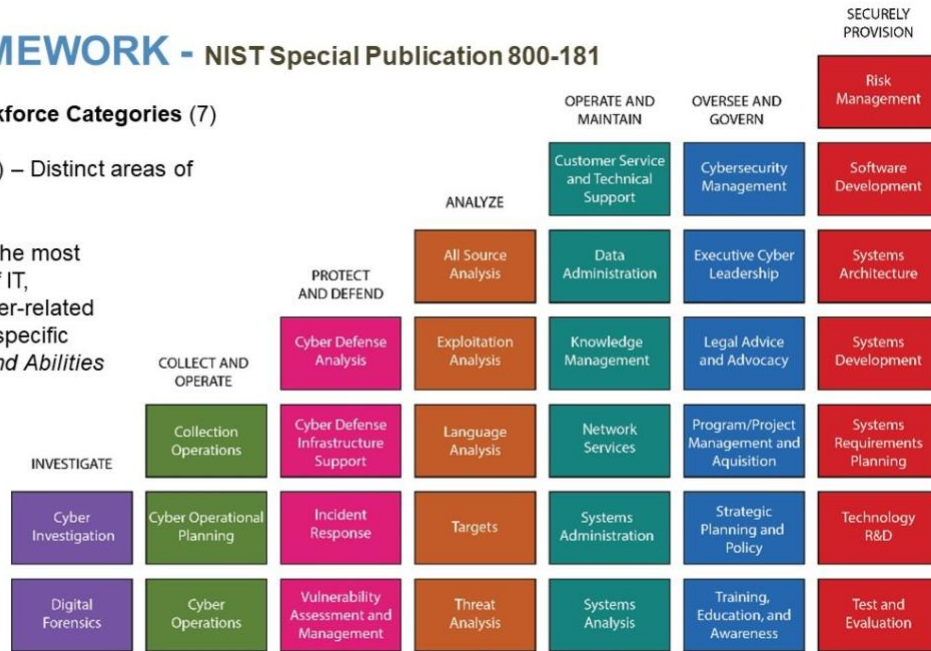 MEWORK - NIST Special Publication 800-181
kforce Categories (7)
) – Distinct areas of
he most
f IT,
er-related
specific
nd Abilities
INVESTIGATE
Cyber
Investigation
Digital
Forensics
COLLECT AND
OPERATE
Collection
Operations
Cyber Operational
Planning
Cyber
Operations
PROTECT
AND DEFEND
Cyber Defense
Analysis
Cyber Defense
Infrastructure
Support
Incident
Response
Vulnerability
Assessment and
Management
ANALYZE
All Source
Analysis
Exploitation
Analysis
Language
Analysis
Targets
Threat
Analysis
OPERATE AND
MAINTAIN
Customer Service
and Technical
Support
Data
Administration
Knowledge
Management
Network
Services
Systems
Administration
Systems
Analysis
OVERSEE AND
GOVERN
Cybersecurity
Management
Executive Cyber
Leadership
Legal Advice
and Advocacy
Program/Project
Management and
Aquisition
Strategic
Planning and
Policy
Training,
Education, and
Awareness
SECURELY
PROVISION
Risk
Management
Software
Development
Systems
Architecture
Systems
Development
Systems
Requirements
Planning
Technology
R&D
Test and
Evaluation